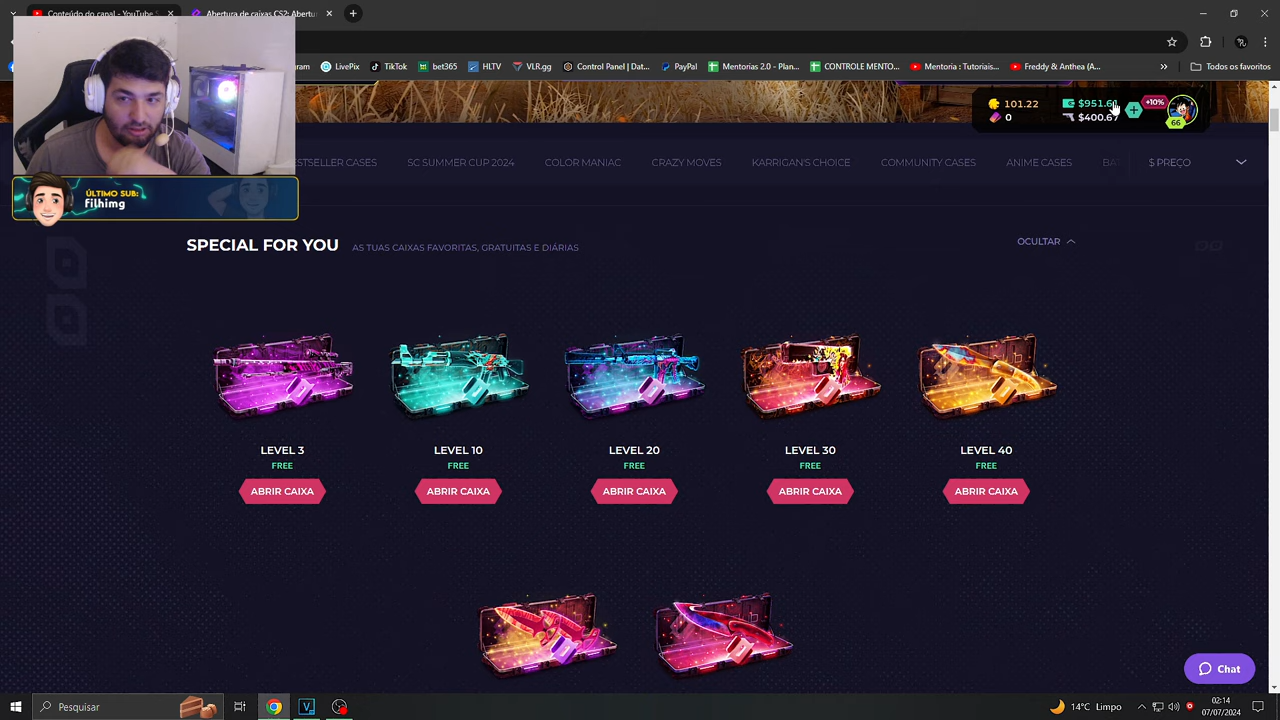 Conteúdo do canal - YouTube S
Abertura de caixas CS2: Abertu
gram
LivePix
TikTok
bet365
HLTV
VLR.gg
Control Panel | Dat...
PayPal
Mentorias 2.0 - Plan...
CONTROLE MENTO...
Mentoria : Tutoriais...
Freddy & Anthea (A...
Todos os favoritos
101.22
$951.60
+10%
0
$400.67
66
ESTSELLER CASES
SC SUMMER CUP 2024
COLOR MANIAC
CRAZY MOVES
KARRIGAN'S CHOICE
COMMUNITY CASES
ANIME CASES
BAT
$ PREÇO
ÚLTIMO SUB:
filhimg
SPECIAL FOR YOU
AS TUAS CAIXAS FAVORITAS, GRATUITAS E DIÁRIAS
OCULTAR
LEVEL 3
FREE
ABRIR CAIXA
LEVEL 10
FREE
ABRIR CAIXA
LEVEL 20
FREE
ABRIR CAIXA
LEVEL 30
FREE
ABRIR CAIXA
LEVEL 40
FREE
ABRIR CAIXA
Chat
Pesquisar
14°C Limpo
02:14
07/07/2024